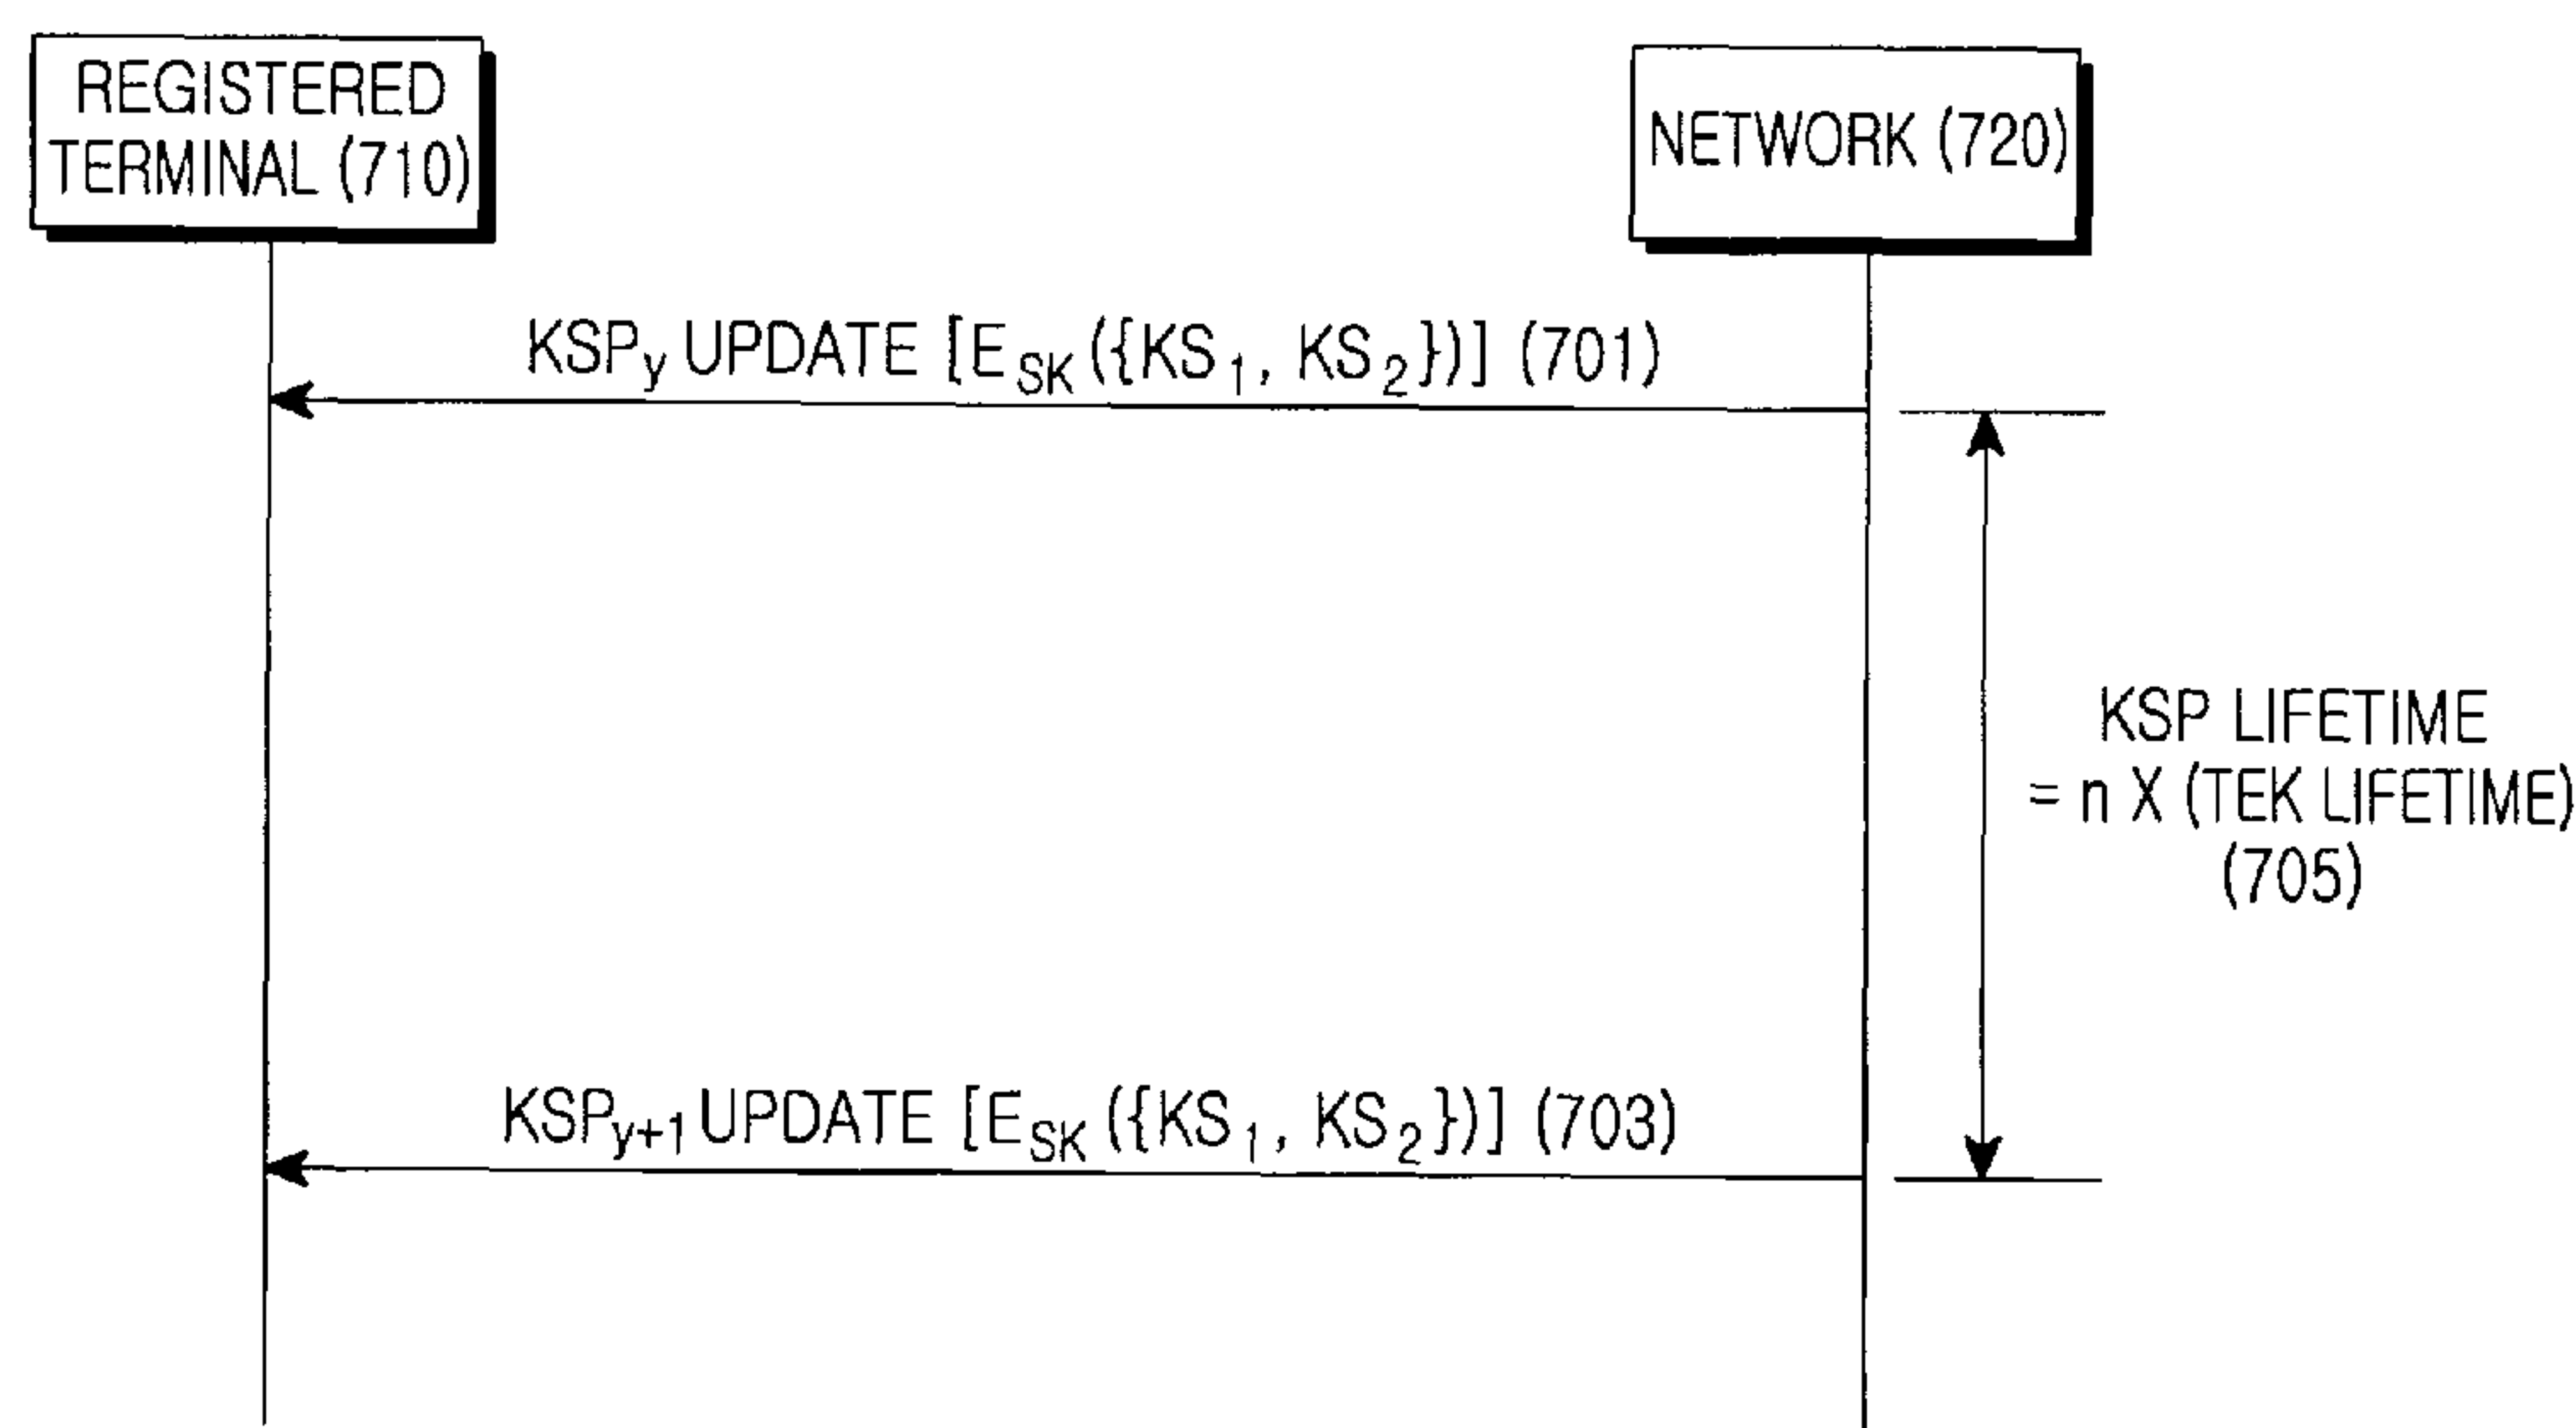 REGISTERED
TERMINAL (710)
NETWORK (720)
KSPy UPDATE [ESK ({KS1, KS2})] (701)
KSP LIFETIME
= n X (TEK LIFETIME)
(705)
KSPy+1 UPDATE [ESK ({KS1, KS2})] (703)